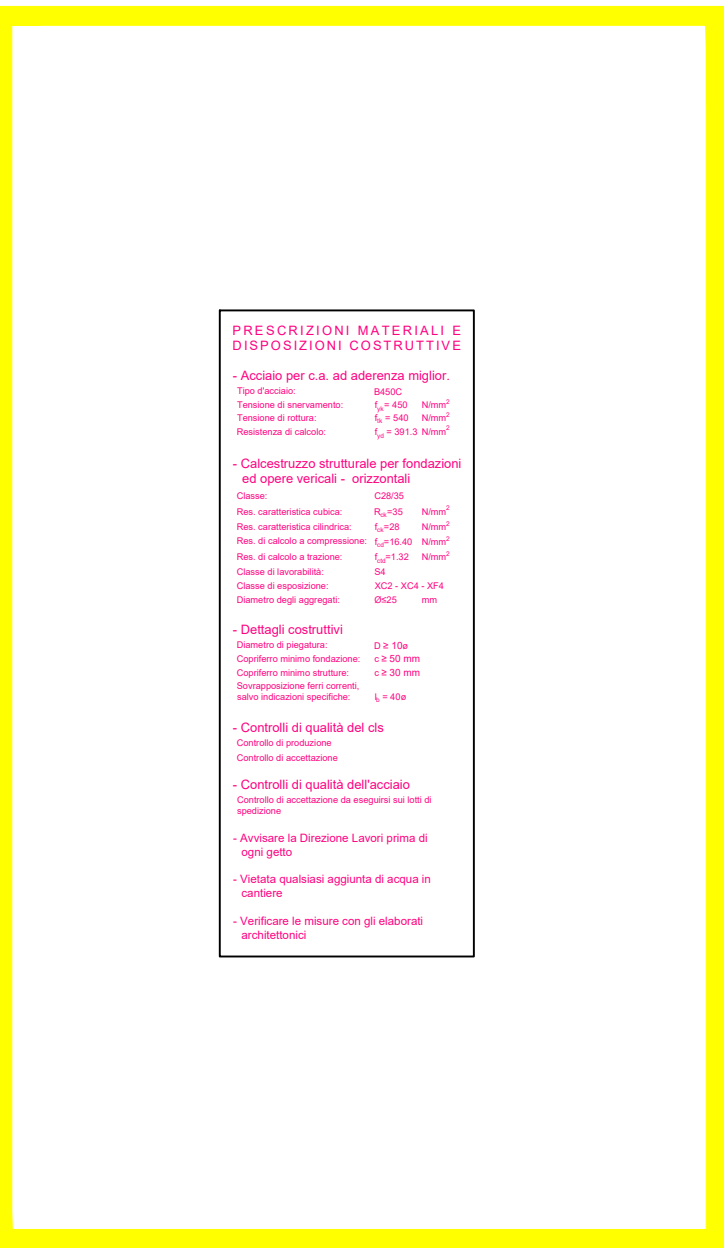 PRESCRIZIONI MATERIALI E
DISPOSIZIONI COSTRUTTIVE
- Acciaio per c.a. ad aderenza miglior.
Tipo d'acciaio: B450C
Tensione di snervamento: fyk= 450 N/mm²
Tensione di rottura: ftk = 540 N/mm²
Resistenza di calcolo: fyd = 391.3 N/mm²
- Calcestruzzo strutturale per fondazioni
ed opere vericali - orizzontali
Classe: C28/35
Res. caratteristica cubica: Rck=35 N/mm²
Res. caratteristica cilindrica: fck=28 N/mm²
Res. di calcolo a compressione: fcd=16.40 N/mm²
Res. di calcolo a trazione: fctd=1.32 N/mm²
Classe di lavorabilità: S4
Classe di esposizione: XC2 - XC4 - XF4
Diametro degli aggregati: Ø≤25 mm
- Dettagli costruttivi
Diametro di piegatura: D ≥ 10ø
Copriferro minimo fondazione: c ≥ 50 mm
Copriferro minimo strutture: c ≥ 30 mm
Sovrapposizione ferri correnti,
salvo indicazioni specifiche: lb = 40ø
- Controlli di qualità del cls
Controllo di produzione
Controllo di accettazione
- Controlli di qualità dell'acciaio
Controllo di accettazione da eseguirsi sui lotti di
spedizione
- Avvisare la Direzione Lavori prima di
ogni getto
- Vietata qualsiasi aggiunta di acqua in
cantiere
- Verificare le misure con gli elaborati
architettonici